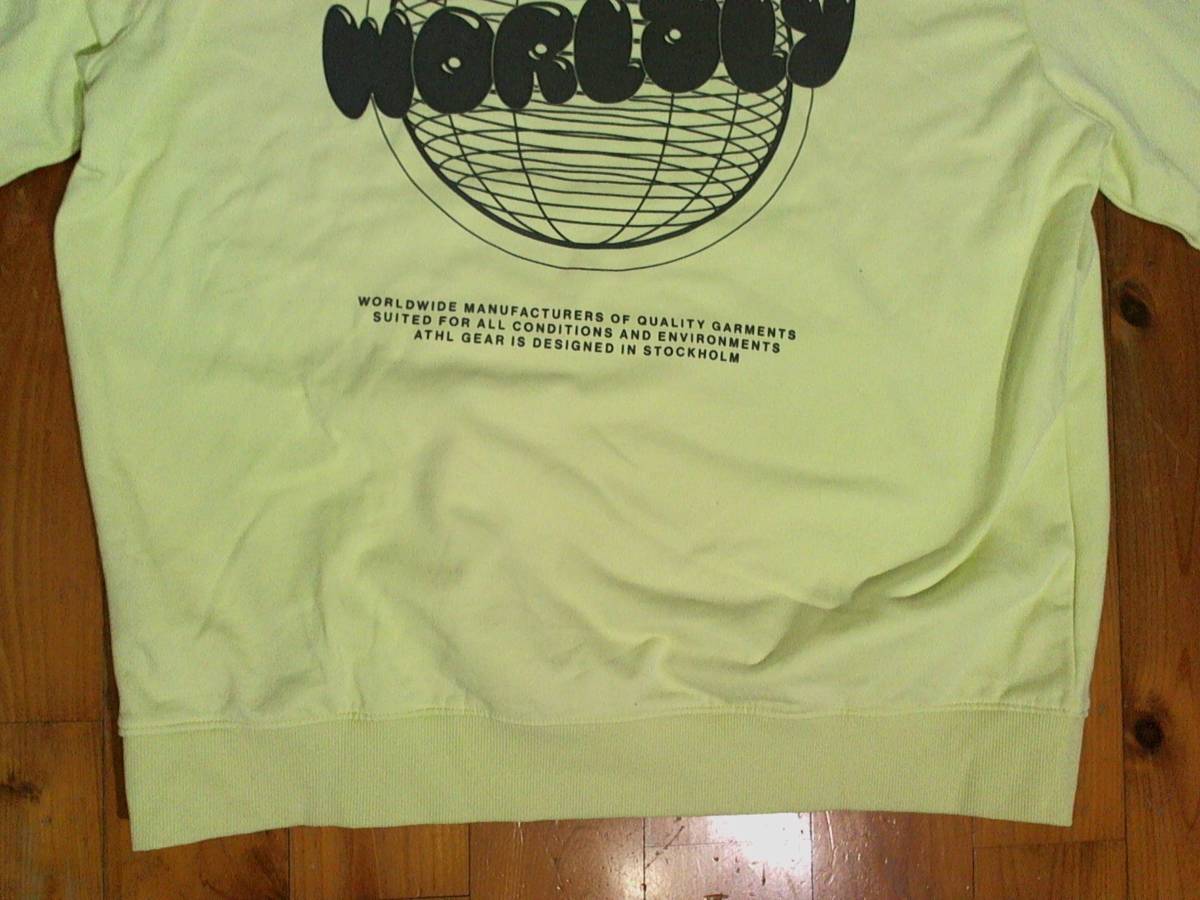 WORLDLY
WORLDWIDE MANUFACTURERS OF QUALITY GARMENTS
SUITED FOR ALL CONDITIONS AND ENVIRONMENTS
ATHL GEAR IS DESIGNED IN STOCKHOLM